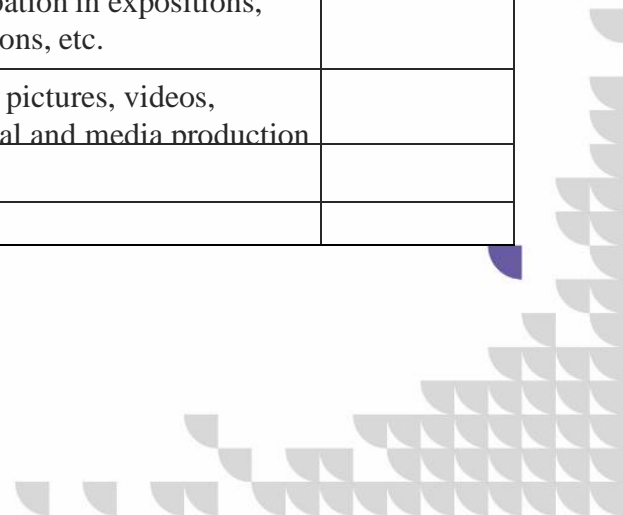 pation in expositions,
ons, etc.
pictures, videos,
al and media production